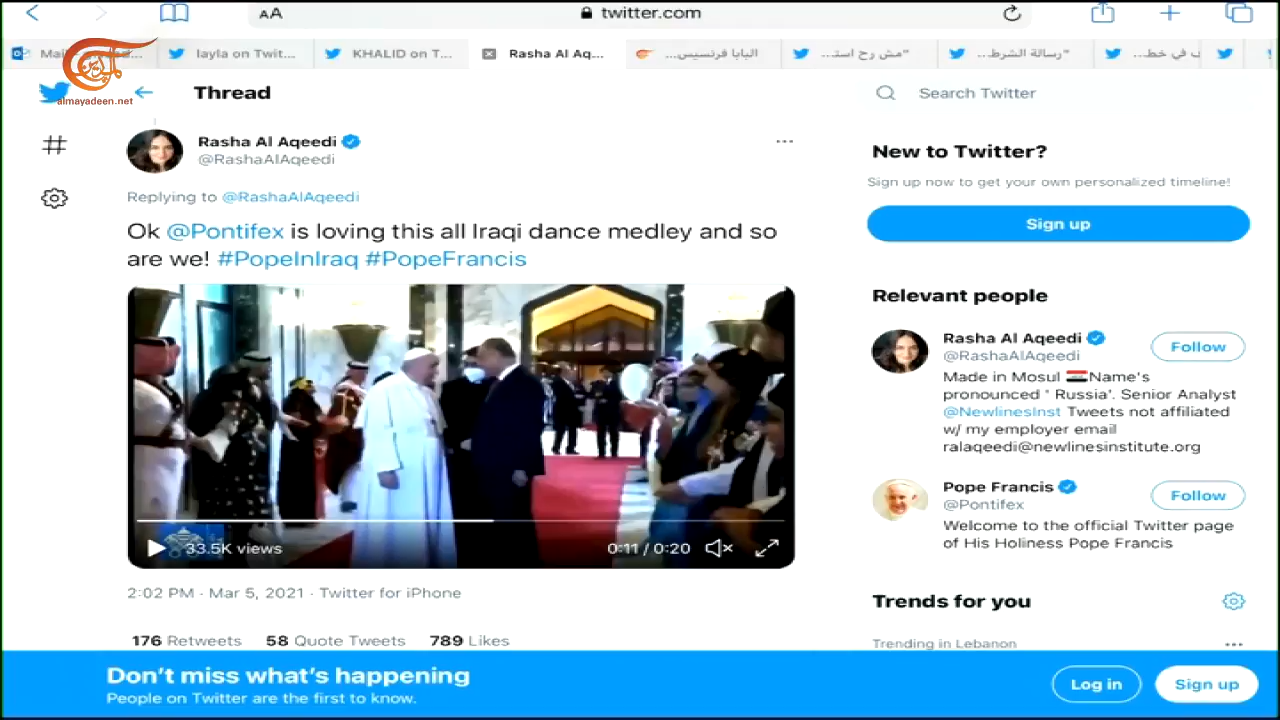 AA
twitter.com
layla on Twit...
KHALID on T...
Rasha Al Aq...
البابا فرنسيس...
"مش رح است...
"رسالة الشرط...
ف في خط...
الميادين
almayadeen.net
Thread
Search Twitter
Rasha Al Aqeedi
@RashaAlAqeedi
Replying to @RashaAlAqeedi
Ok @Pontifex is loving this all Iraqi dance medley and so
are we! #PopeInIraq #PopeFrancis
33.5K views
0:11 / 0:20
2:02 PM · Mar 5, 2021 · Twitter for iPhone
176 Retweets 58 Quote Tweets 789 Likes
New to Twitter?
Sign up now to get your own personalized timeline!
Sign up
Relevant people
Rasha Al Aqeedi
@RashaAlAqeedi
Follow
Made in Mosul Name's
pronounced ' Russia'. Senior Analyst
@NewlinesInst Tweets not affiliated
w/ my employer email
ralaqeedi@newlinesinstitute.org
Pope Francis
@Pontifex
Follow
Welcome to the official Twitter page
of His Holiness Pope Francis
Trends for you
Trending in Lebanon
Don't miss what's happening
People on Twitter are the first to know.
Log in
Sign up